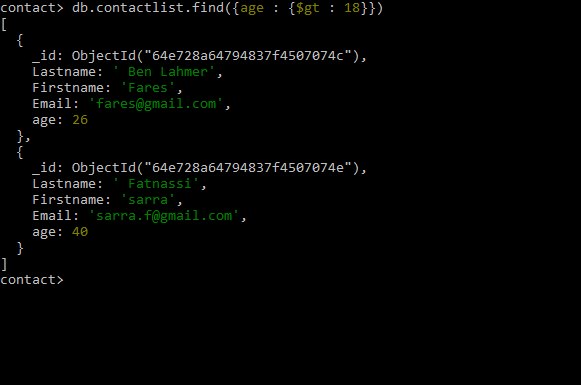 contact> db.contactlist.find({age : {$gt : 18}})
[
  {
    _id: ObjectId("64e728a64794837f4507074c"),
    Lastname: ' Ben Lahmer',
    Firstname: 'Fares',
    Email: 'fares@gmail.com',
    age: 26
  },
  {
    _id: ObjectId("64e728a64794837f4507074e"),
    Lastname: ' Fatnassi',
    Firstname: 'sarra',
    Email: 'sarra.f@gmail.com',
    age: 40
  }
]
contact>